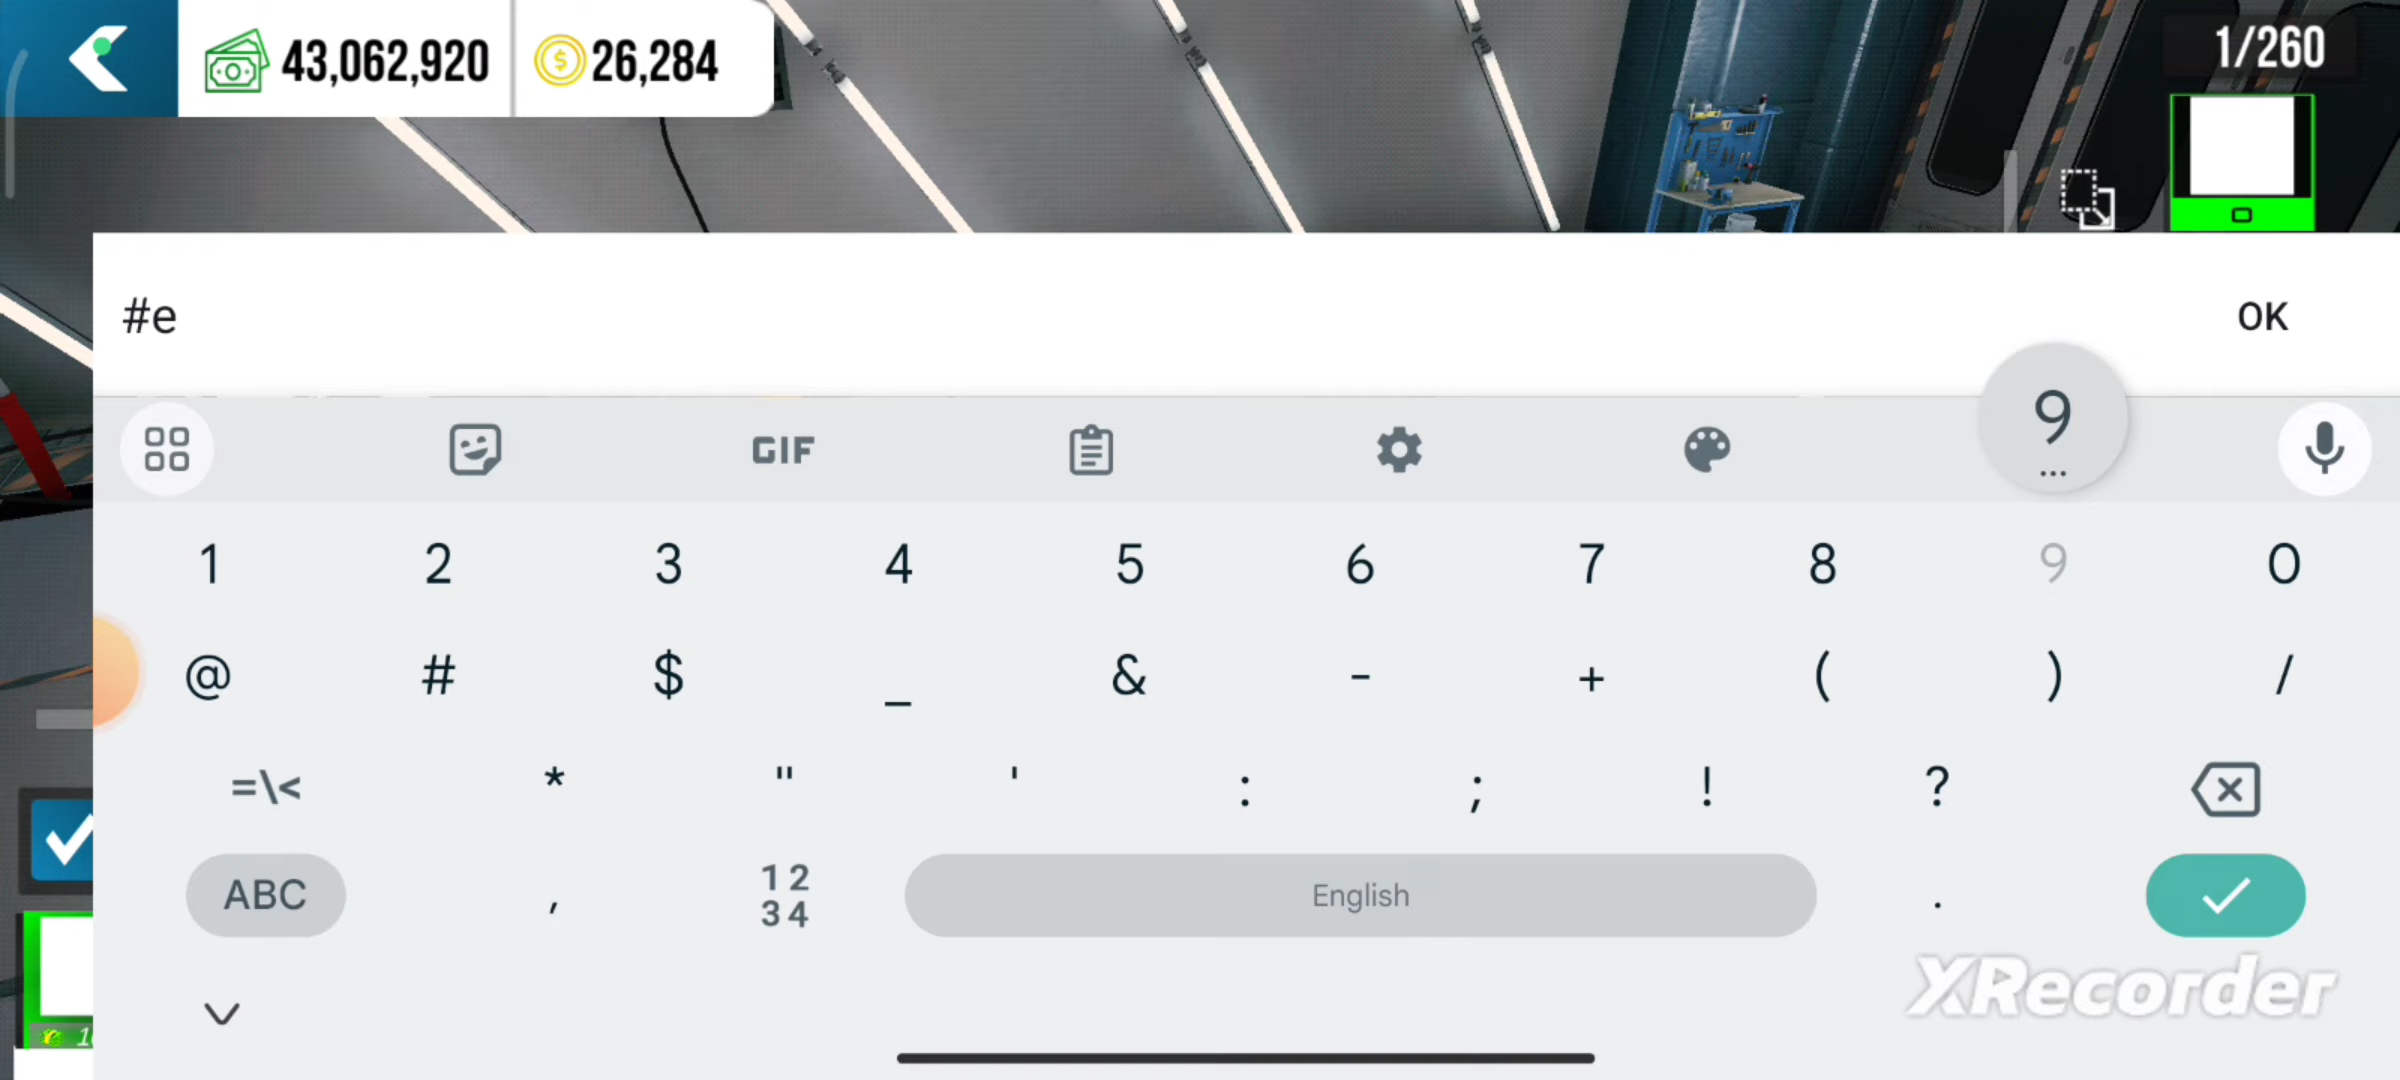 43,062,920 26,284 1/260
#e OK
GIF 9
...
1 2 3 4 5 6 7 8 9 0
@ # $ _ & - + ( ) /
=\< * " ' : ; ! ?
ABC , 12 English .
34
XRecorder